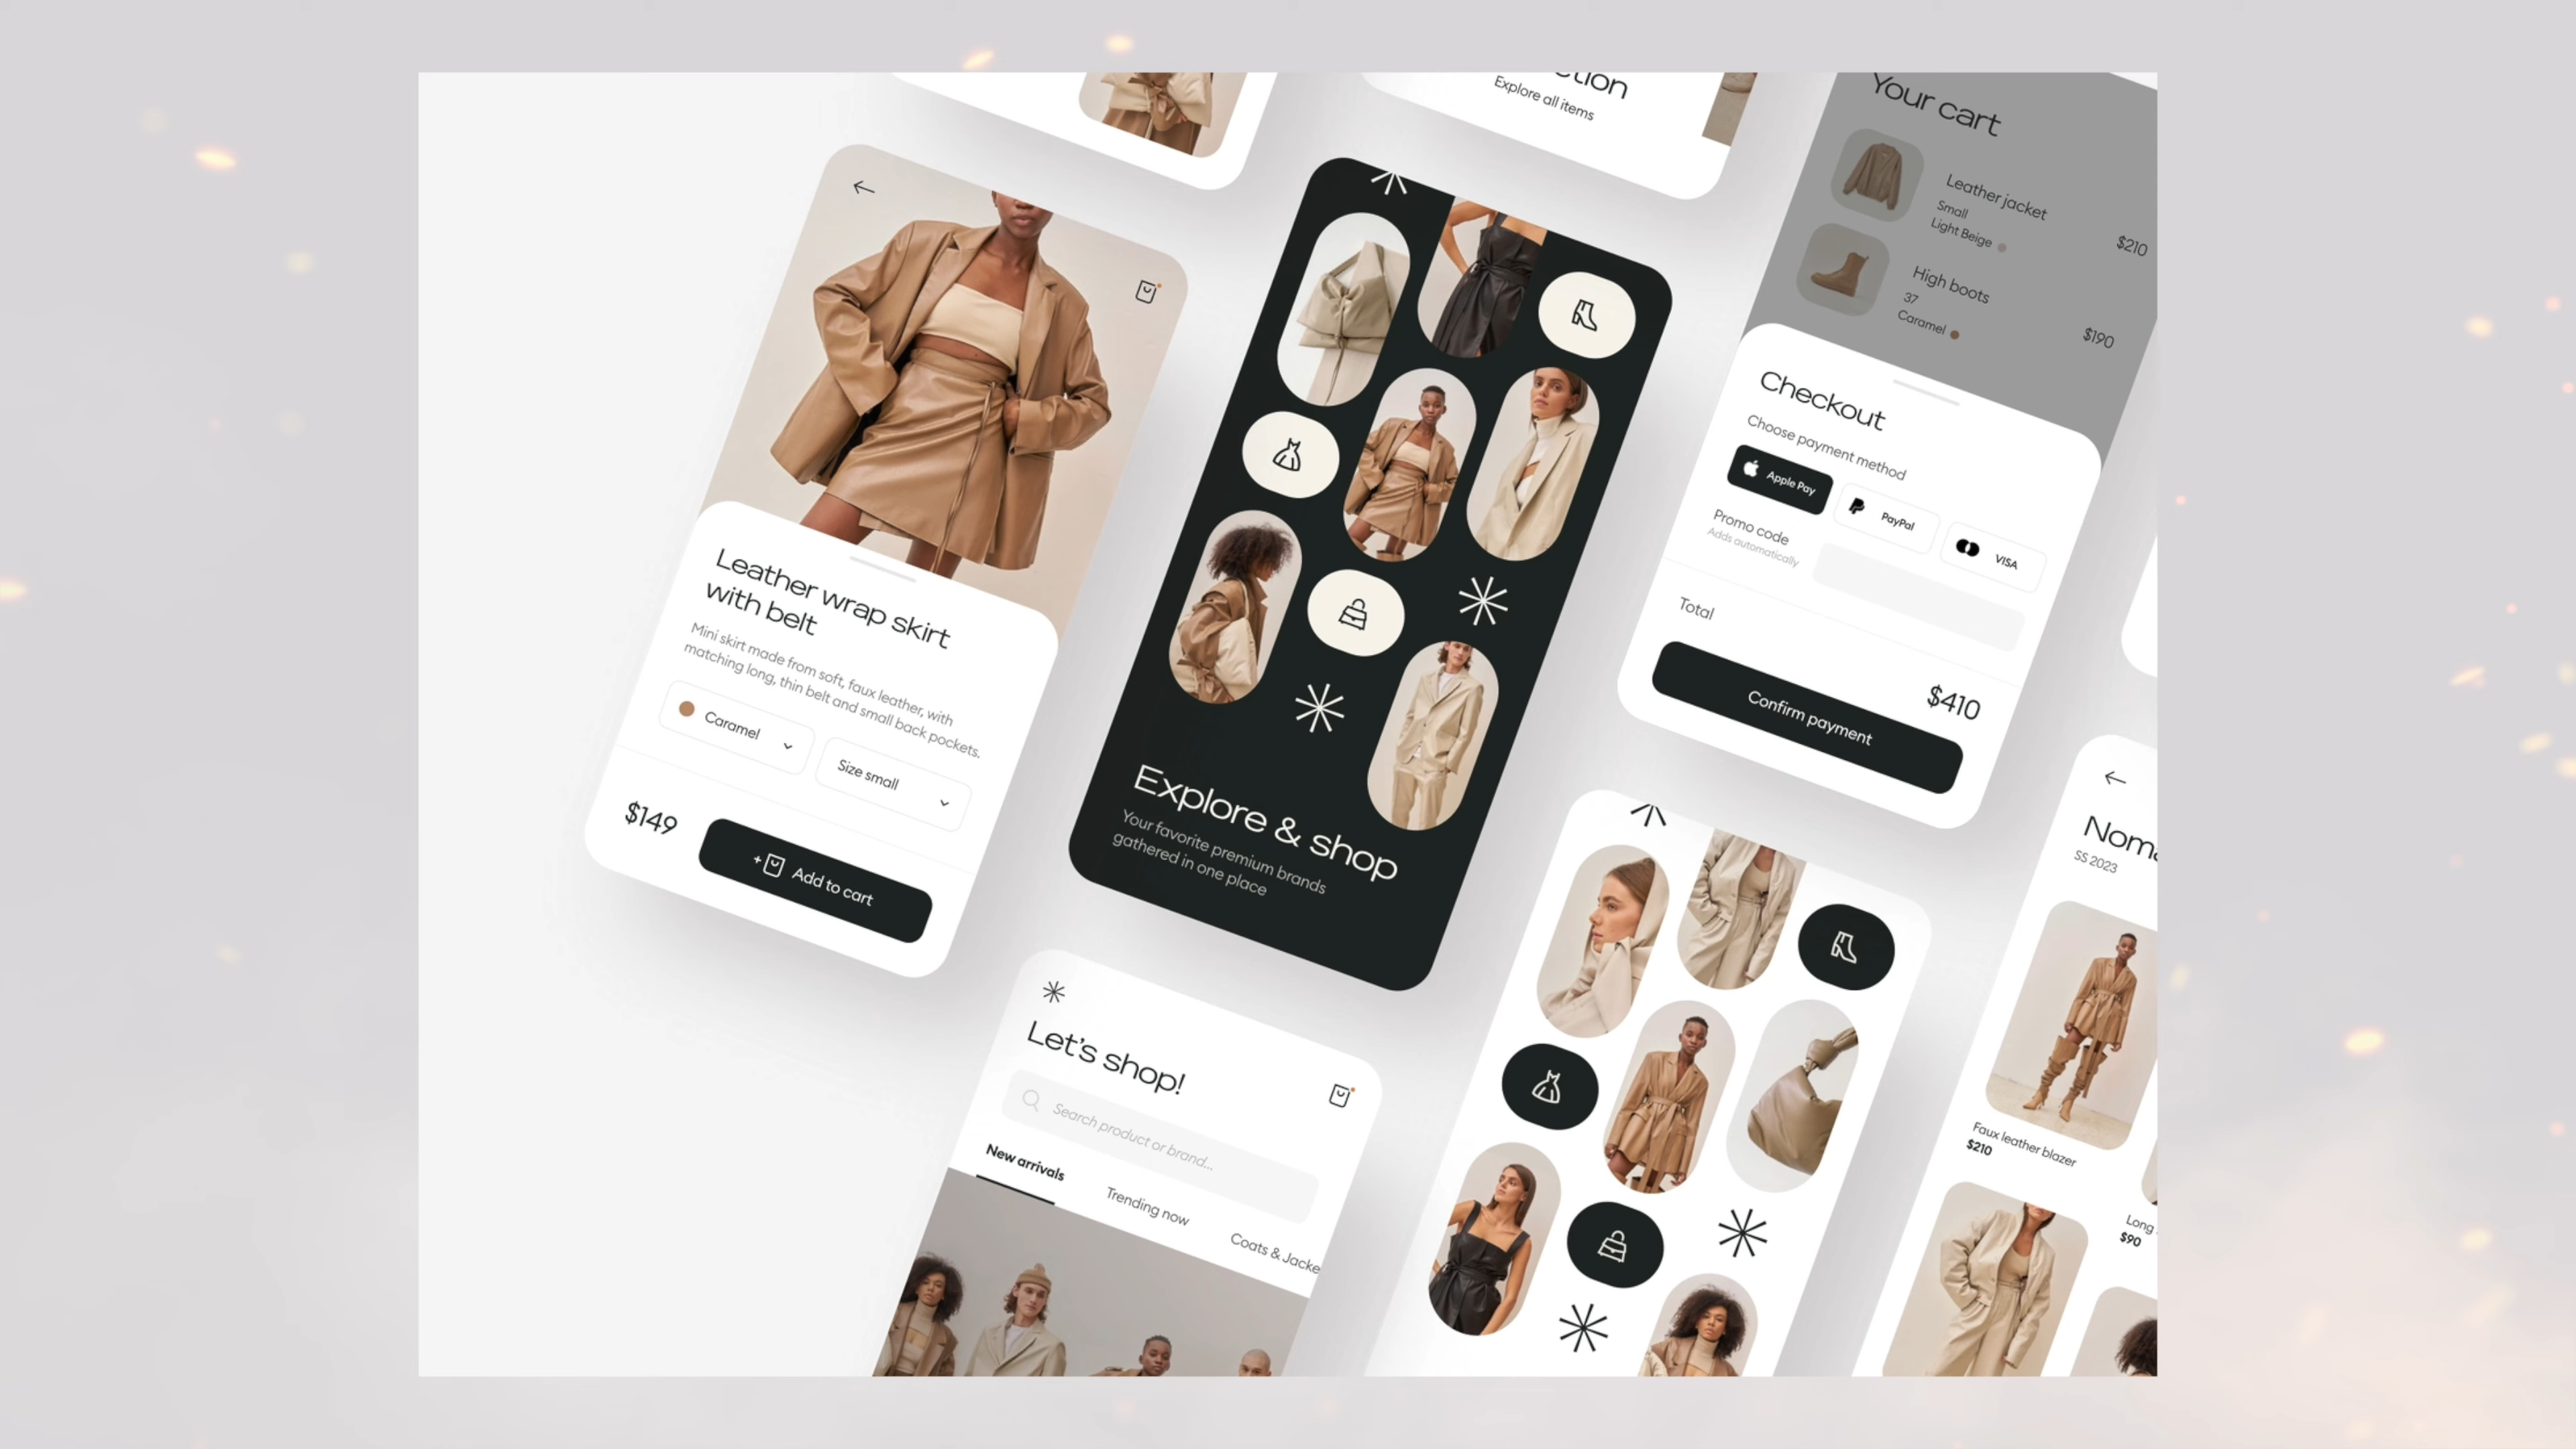 Explore all items
Your cart
Leather jacket
Small
Light Beige
$210
High boots
37
Caramel
$190
Leather wrap skirt
with belt
Mini skirt made from soft, faux leather, with
matching long, thin belt and small back pockets.
Caramel
Size small
$149
+ Add to cart
Explore & shop
Your favorite premium brands
gathered in one place
Checkout
Choose payment method
Apple Pay
PayPal
VISA
Promo code
Adds automatically
Total
$410
Confirm payment
Let's shop!
Search product or brand...
New arrivals
Trending now
Coats & Jacke
SS 2023
Faux leather blazer
$210
Long
$90